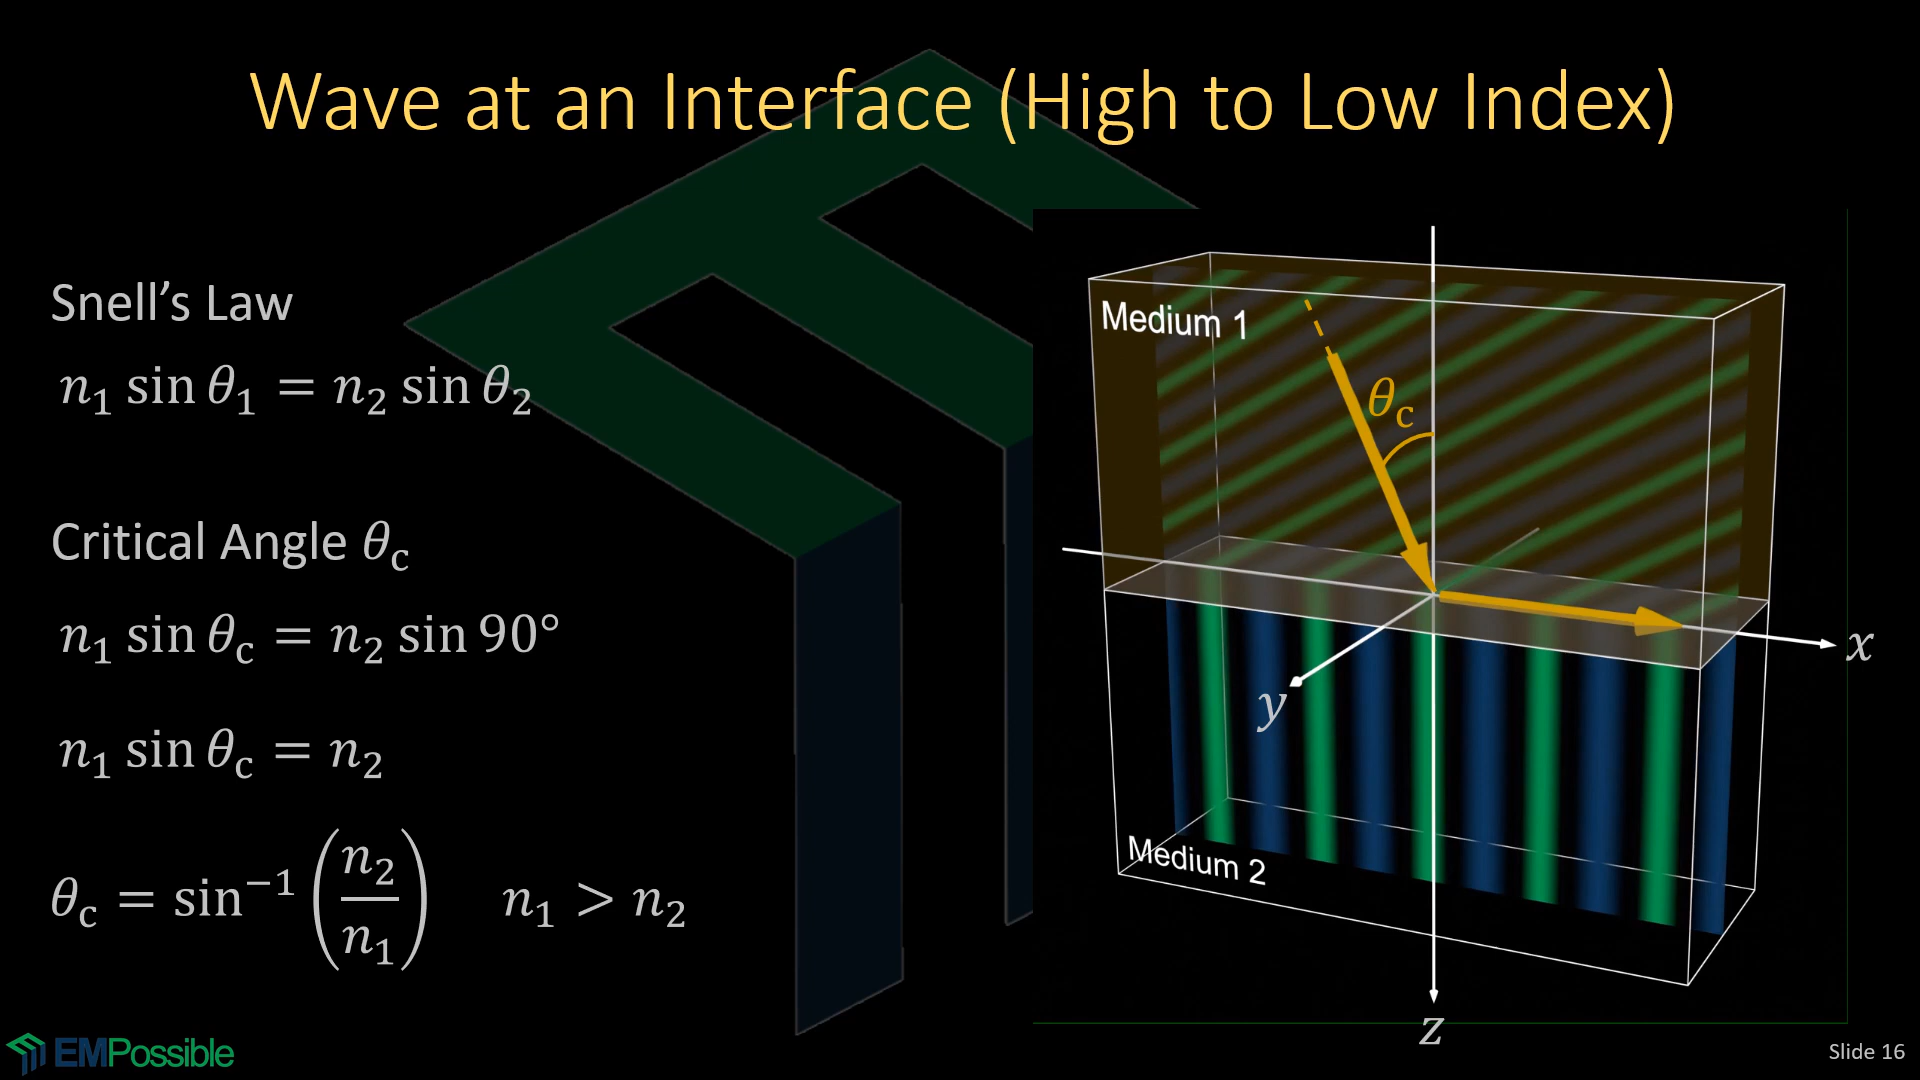 Wave at an Interface (High to Low Index)
Snell’s Law
n₁ sin θ₁ = n₂ sin θ₂
Critical Angle θ_c
n₁ sin θ_c = n₂ sin 90°
n₁ sin θ_c = n₂
θ_c = sin⁻¹(n₂/n₁)    n₁ > n₂
Medium 1
θ_c
x
y
Medium 2
z
EMPossible
Slide 16